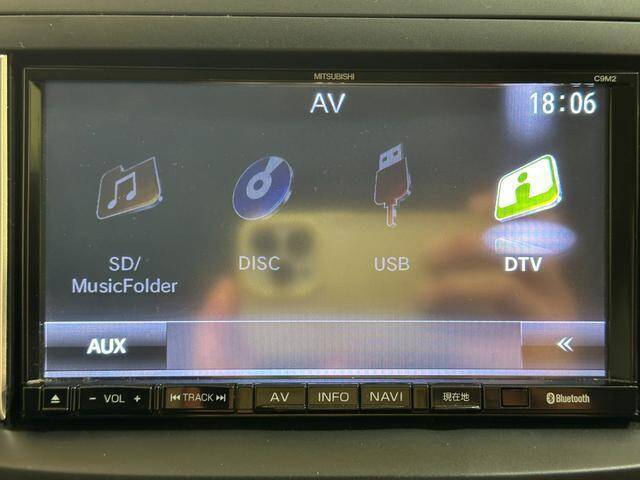 MITSUBISHI
C9M2
AV
18:06
SD/
MusicFolder
DISC
USB
DTV
AUX
≪
⏏
− VOL +
⏮ TRACK ⏭
AV
INFO
NAVI
現在地
Bluetooth